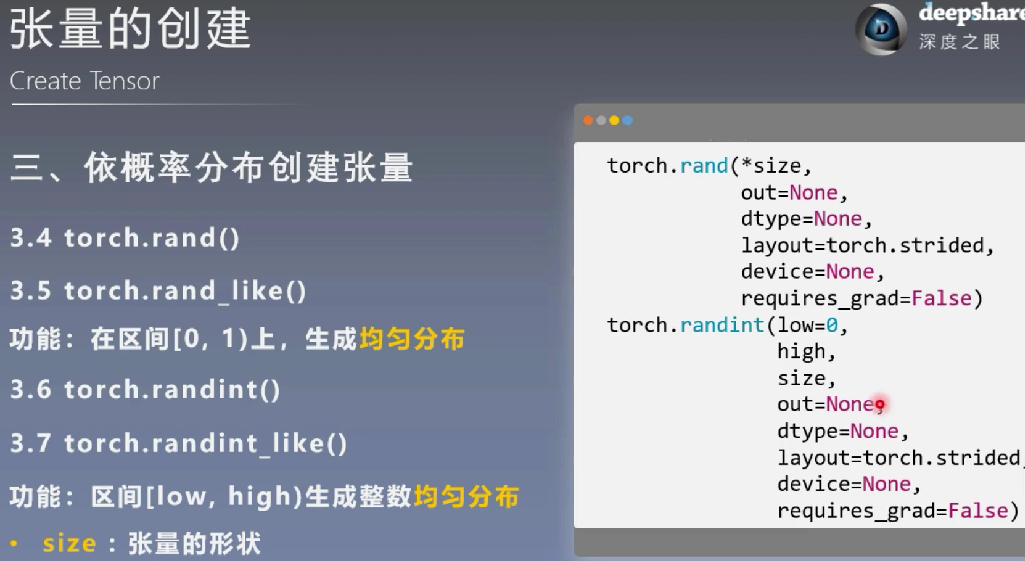 张量的创建
Create Tensor
deepshare
深度之眼
三、依概率分布创建张量
3.4 torch.rand()
3.5 torch.rand_like()
功能：在区间[0, 1)上，生成均匀分布
3.6 torch.randint()
3.7 torch.randint_like()
功能：区间[low, high)生成整数均匀分布
• size : 张量的形状
torch.rand(*size,
out=None,
dtype=None,
layout=torch.strided,
device=None,
requires_grad=False)
torch.randint(low=0,
high,
size,
out=None,
dtype=None,
layout=torch.strided,
device=None,
requires_grad=False)